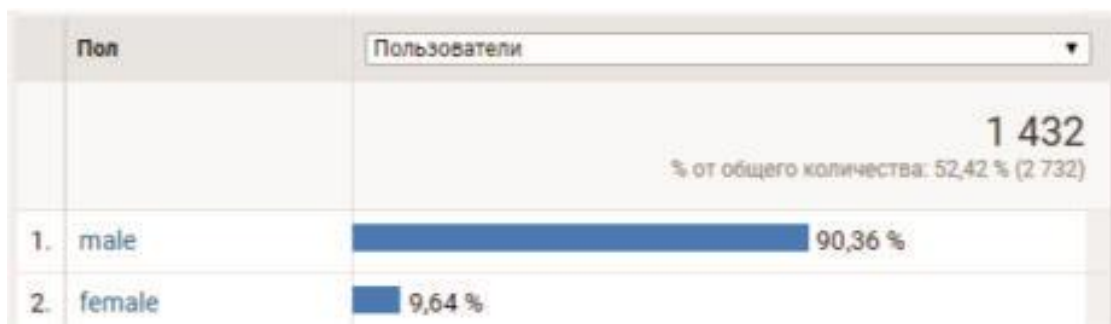 Пол Пользователи
1 432
% от общего количества: 52,42 % (2 732)
1. male 90,36 %
2. female 9,64 %